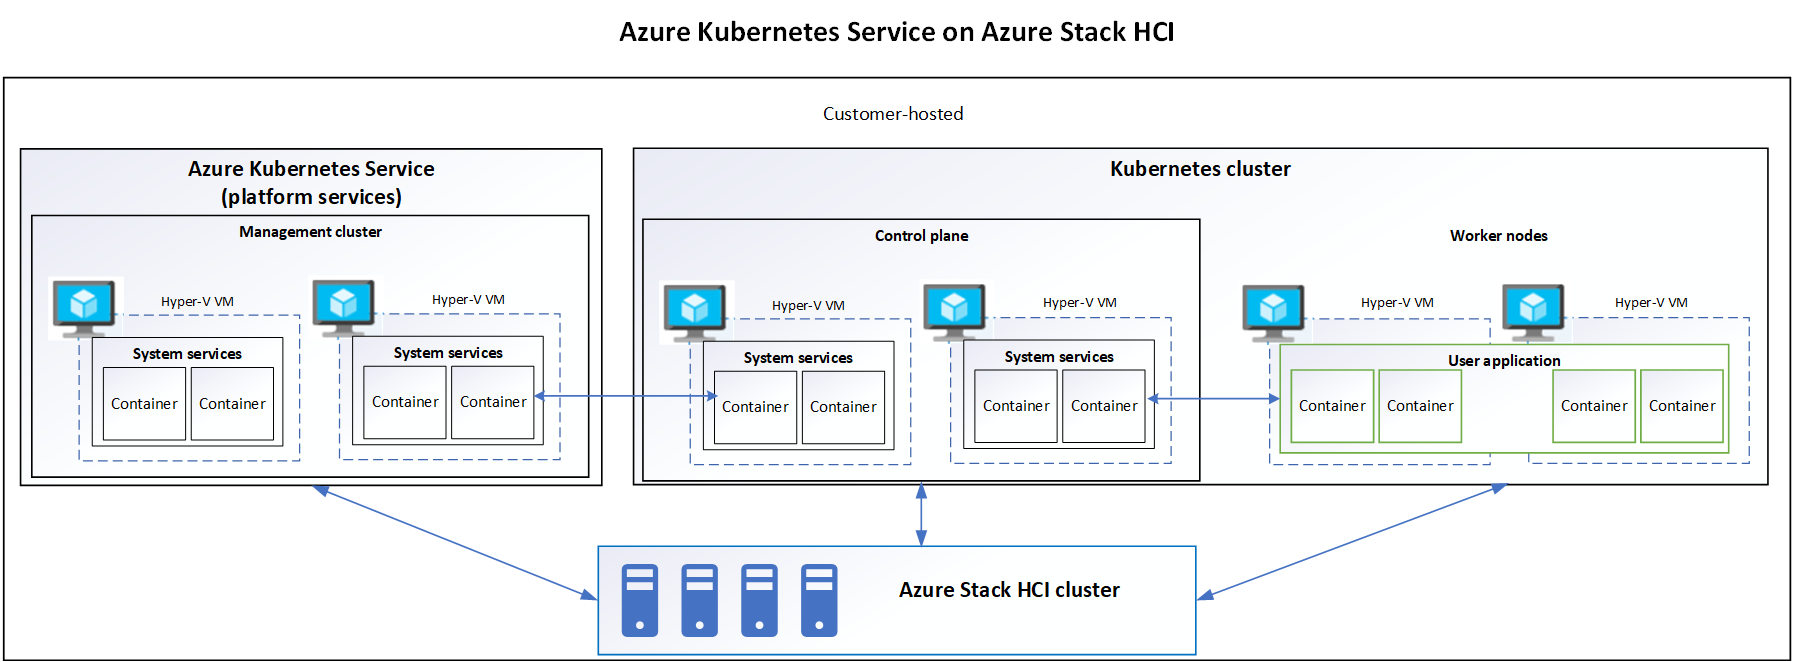 Azure Kubernetes Service on Azure Stack HCI
Customer-hosted
Azure Kubernetes Service
(platform services)
Management cluster
Hyper-V VM
System services
Container
Container
Hyper-V VM
System services
Container
Container
Kubernetes cluster
Control plane
Hyper-V VM
System services
Container
Container
Hyper-V VM
System services
Container
Container
Worker nodes
Hyper-V VM
Hyper-V VM
User application
Container
Container
Container
Container
Azure Stack HCI cluster